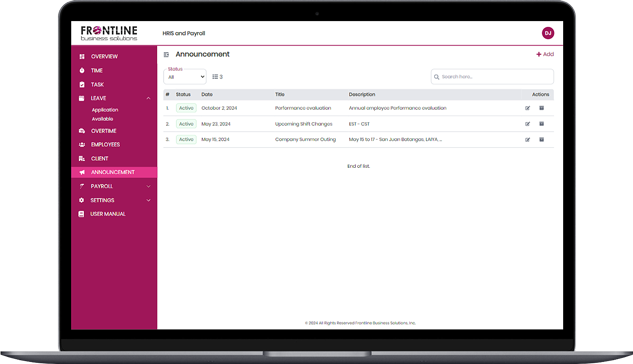 FRONTLINE
business solutions
HRIS and Payroll
DJ
OVERVIEW
TIME
TASK
LEAVE
Application
Available
OVERTIME
EMPLOYEES
CLIENT
ANNOUNCEMENT
PAYROLL
SETTINGS
USER MANUAL
Announcement
+ Add
Status
All
3
Search here...
# Status Date Title Description Actions
1. Active October 2, 2024 Performance evaluation Annual employee Performance evaluation
2. Active May 23, 2024 Upcoming Shift Changes EST - CST
3. Active May 15, 2024 Company Summer Outing May 15 to 17 - San Juan Batangas, LAIYA, ...
End of list.
© 2024 All Rights Reserved Frontline Business Solutions, Inc.